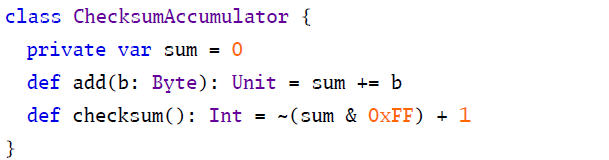 class ChecksumAccumulator {
  private var sum = 0
  def add(b: Byte): Unit = sum += b
  def checksum(): Int = ~(sum & 0xFF) + 1
}